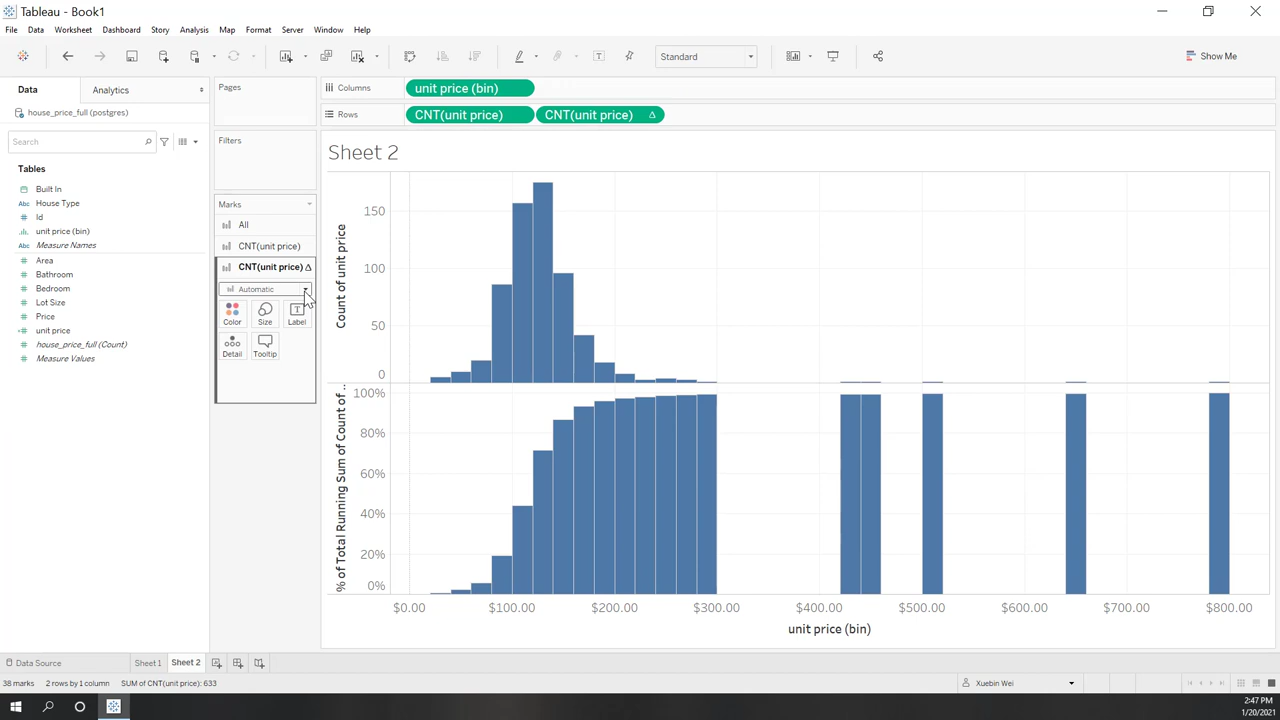 Tableau - Book1
File Data Worksheet Dashboard Story Analysis Map Format Server Window Help
Standard
Show Me
Data Analytics
house_price_full (postgres)
Search
Tables
Built In
House Type
Id
unit price (bin)
Measure Names
Area
Bathroom
Bedroom
Lot Size
Price
unit price
house_price_full (Count)
Measure Values
Pages
Filters
Marks
All
CNT(unit price)
CNT(unit price) Δ
Automatic
Color Size Label
Detail Tooltip
Columns unit price (bin)
Rows CNT(unit price) CNT(unit price) Δ
Sheet 2
Count of unit price
150
100
50
0
% of Total Running Sum of Count of ..
100%
80%
60%
40%
20%
0%
$0.00 $100.00 $200.00 $300.00 $400.00 $500.00 $600.00 $700.00 $800.00
unit price (bin)
Data Source Sheet 1 Sheet 2
38 marks 2 rows by 1 column SUM of CNT(unit price): 633
Xuebin Wei
2:47 PM
1/20/2021